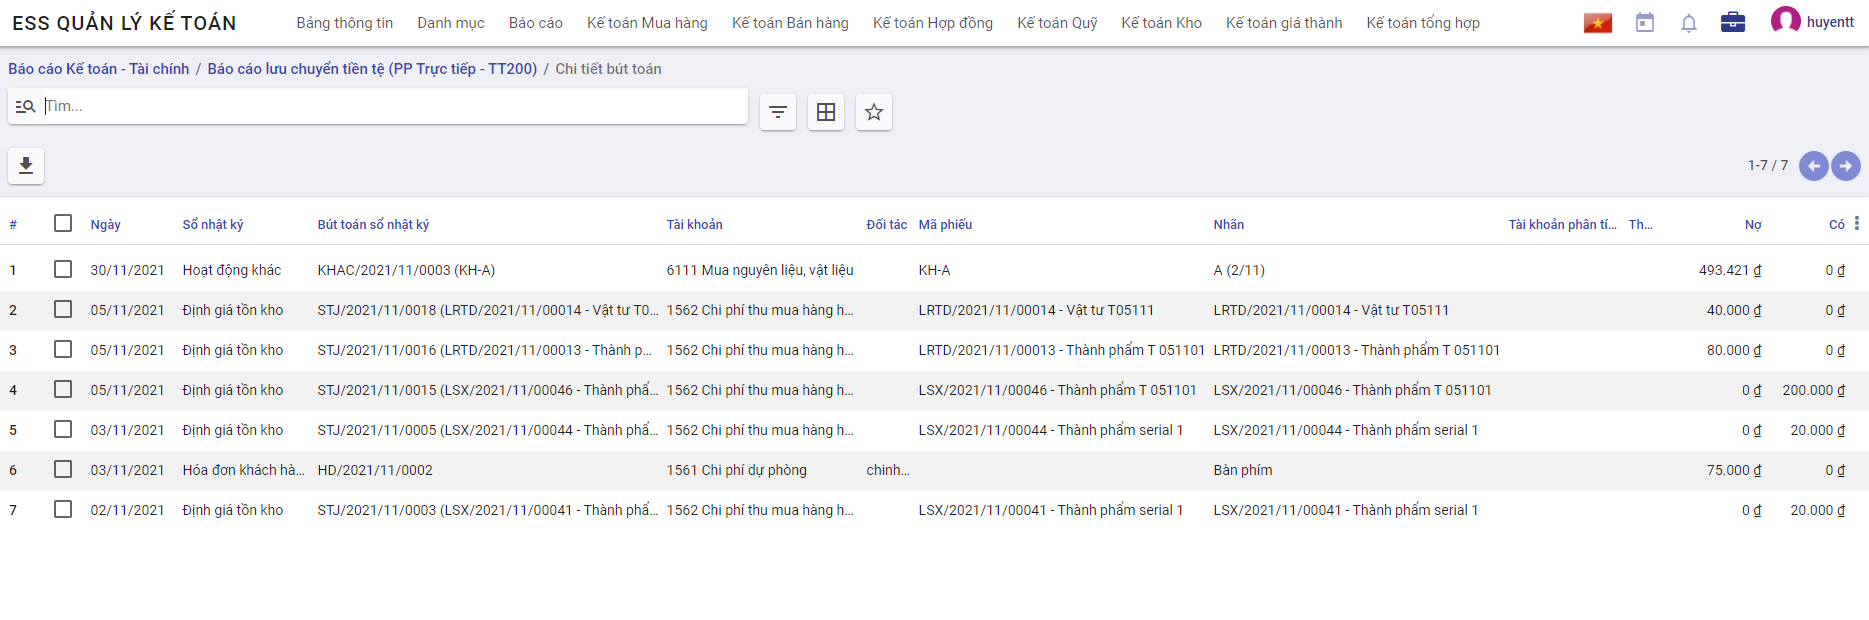 ESS QUẢN LÝ KẾ TOÁN Bảng thông tin Danh mục Báo cáo Kế toán Mua hàng Kế toán Bán hàng Kế toán Hợp đồng Kế toán Quỹ Kế toán Kho Kế toán giá thành Kế toán tổng hợp huyentt
Báo cáo Kế toán - Tài chính / Báo cáo lưu chuyển tiền tệ (PP Trực tiếp - TT200) / Chi tiết bút toán
Tìm...
1-7 / 7
# Ngày Sổ nhật ký Bút toán sổ nhật ký Tài khoản Đối tác Mã phiếu Nhãn Tài khoản phân tí... Th... Nợ Có
1 30/11/2021 Hoạt động khác KHAC/2021/11/0003 (KH-A) 6111 Mua nguyên liệu, vật liệu KH-A A (2/11) 493.421 ₫ 0 ₫
2 05/11/2021 Định giá tồn kho STJ/2021/11/0018 (LRTD/2021/11/00014 - Vật tư T0... 1562 Chi phí thu mua hàng h... LRTD/2021/11/00014 - Vật tư T05111 LRTD/2021/11/00014 - Vật tư T05111 40.000 ₫ 0 ₫
3 05/11/2021 Định giá tồn kho STJ/2021/11/0016 (LRTD/2021/11/00013 - Thành p... 1562 Chi phí thu mua hàng h... LRTD/2021/11/00013 - Thành phẩm T 051101 LRTD/2021/11/00013 - Thành phẩm T 051101 80.000 ₫ 0 ₫
4 05/11/2021 Định giá tồn kho STJ/2021/11/0015 (LSX/2021/11/00046 - Thành phẩ... 1562 Chi phí thu mua hàng h... LSX/2021/11/00046 - Thành phẩm T 051101 LSX/2021/11/00046 - Thành phẩm T 051101 0 ₫ 200.000 ₫
5 03/11/2021 Định giá tồn kho STJ/2021/11/0005 (LSX/2021/11/00044 - Thành phẩ... 1562 Chi phí thu mua hàng h... LSX/2021/11/00044 - Thành phẩm serial 1 LSX/2021/11/00044 - Thành phẩm serial 1 0 ₫ 20.000 ₫
6 03/11/2021 Hóa đơn khách hà... HD/2021/11/0002 1561 Chi phí dự phòng chinh... Bàn phím 75.000 ₫ 0 ₫
7 02/11/2021 Định giá tồn kho STJ/2021/11/0003 (LSX/2021/11/00041 - Thành phẩ... 1562 Chi phí thu mua hàng h... LSX/2021/11/00041 - Thành phẩm serial 1 LSX/2021/11/00041 - Thành phẩm serial 1 0 ₫ 20.000 ₫